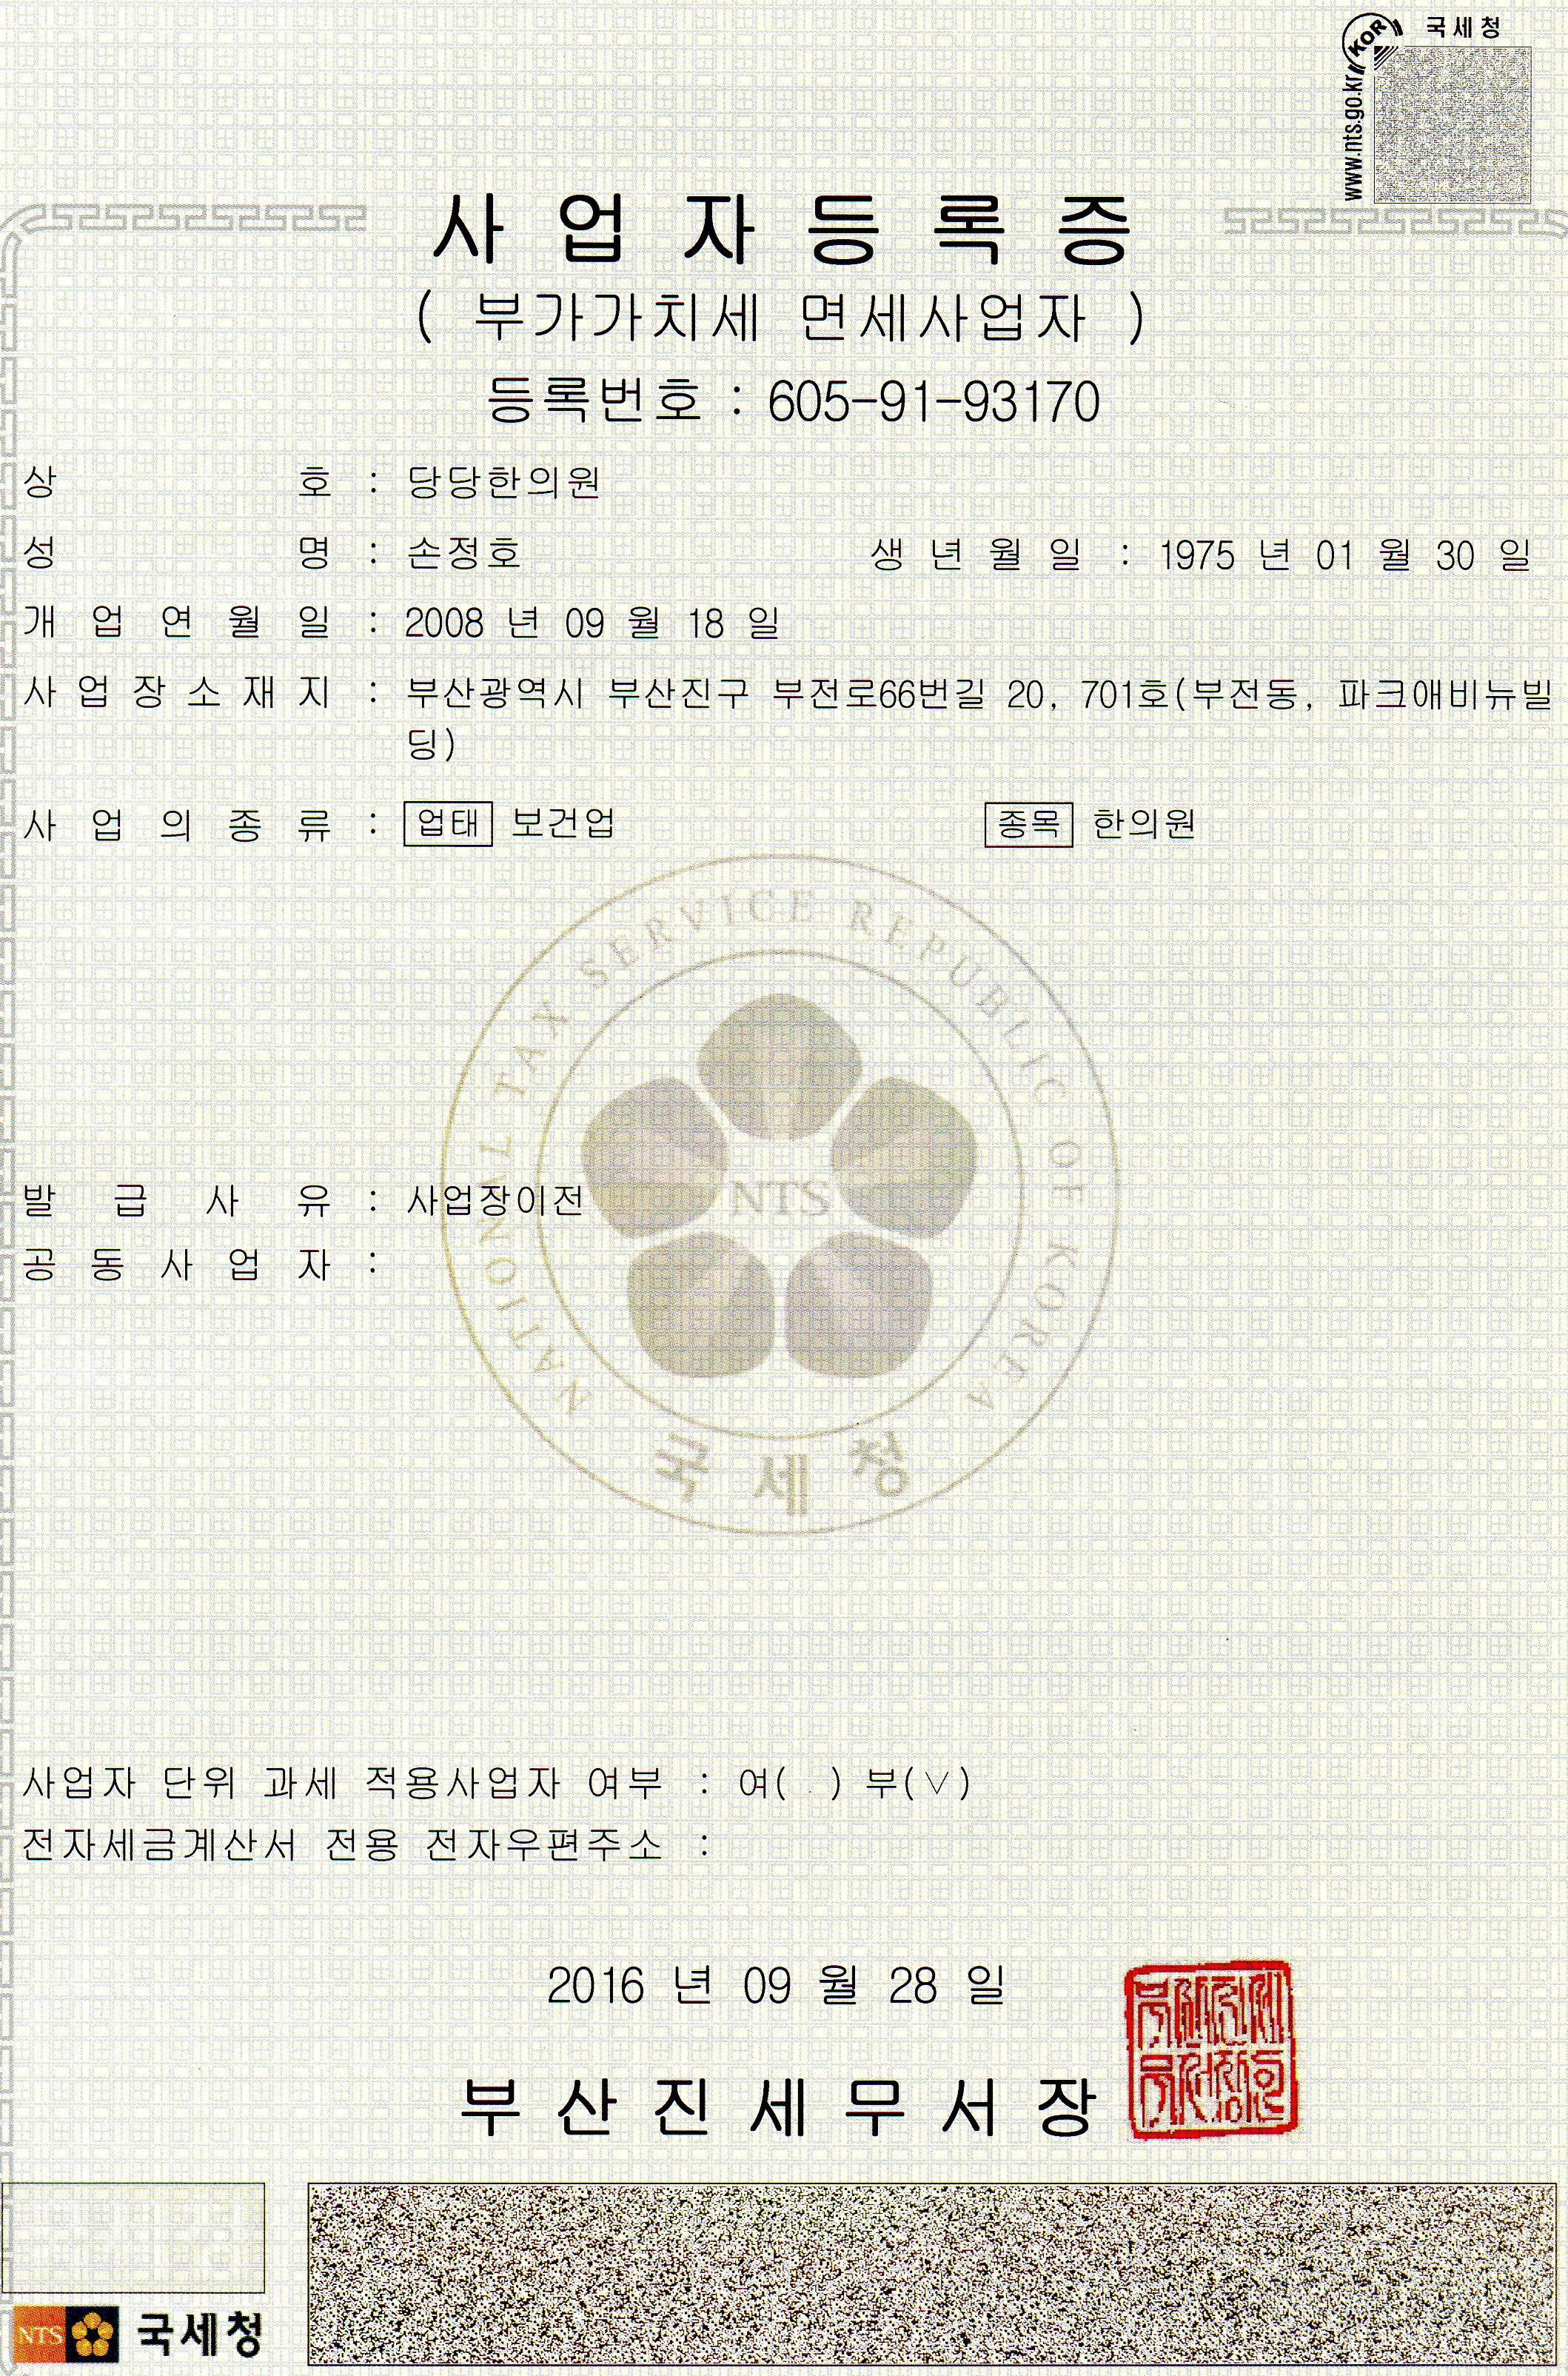 국세청
KOR
www.nts.go.kr
사업자등록증
( 부가가치세 면세사업자 )
등록번호 : 605-91-93170
상 호 : 당당한의원
성 명 : 손정호 생 년 월 일 : 1975 년 01 월 30 일
개 업 연 월 일 : 2008 년 09 월 18 일
사 업 장 소 재 지 : 부산광역시 부산진구 부전로66번길 20, 701호(부전동, 파크애비뉴빌
딩)
사 업 의 종 류 : 업태 보건업 종목 한의원
NATIONAL TAX SERVICE REPUBLIC OF KOREA
NTS
국세청
발 급 사 유 : 사업장이전
공 동 사 업 자 :
사업자 단위 과세 적용사업자 여부 : 여( ) 부(∨)
전자세금계산서 전용 전자우편주소 :
2016 년 09 월 28 일
부산진세무서장
NTS 국세청